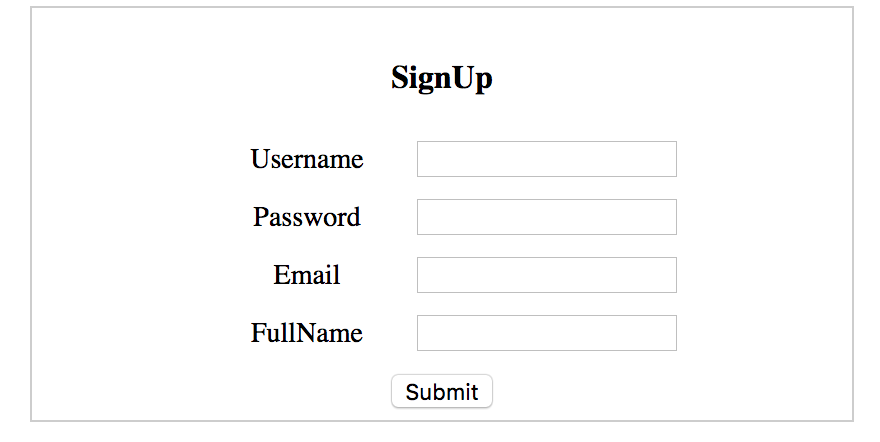 SignUp
Username
Password
Email
FullName
Submit